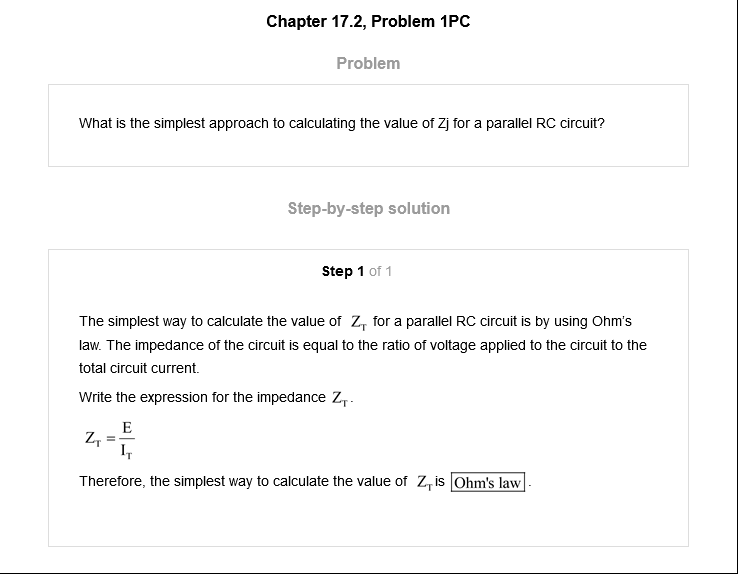 Chapter 17.2, Problem 1PC
Problem
What is the simplest approach to calculating the value of Zj for a parallel RC circuit?
Step-by-step solution
Step 1 of 1
The simplest way to calculate the value of Z_T for a parallel RC circuit is by using Ohm's
law. The impedance of the circuit is equal to the ratio of voltage applied to the circuit to the
total circuit current.
Write the expression for the impedance Z_T.
Z_T = E/I_T
Therefore, the simplest way to calculate the value of Z_T is Ohm's law.